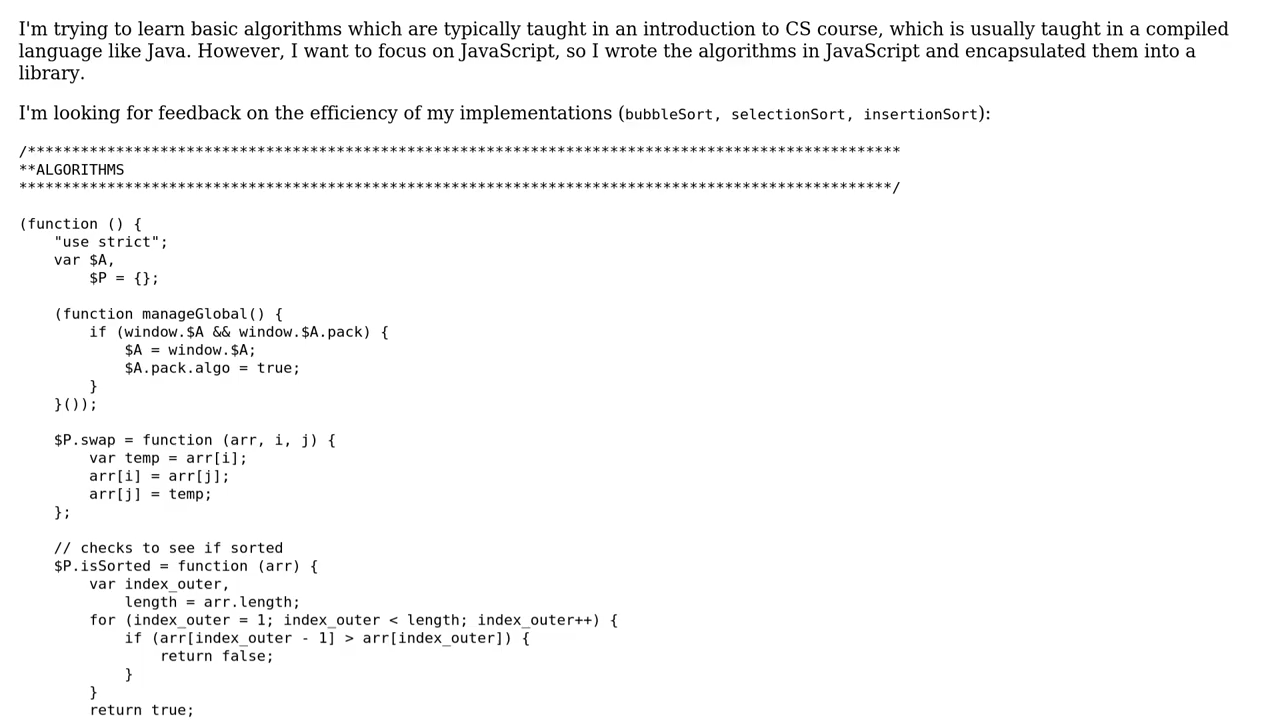 I'm trying to learn basic algorithms which are typically taught in an introduction to CS course, which is usually taught in a compiled
language like Java. However, I want to focus on JavaScript, so I wrote the algorithms in JavaScript and encapsulated them into a
library.
I'm looking for feedback on the efficiency of my implementations (bubbleSort, selectionSort, insertionSort):
/***************************************************************************************************
**ALGORITHMS
***************************************************************************************************/
(function () {
    "use strict";
    var $A,
        $P = {};
    (function manageGlobal() {
        if (window.$A && window.$A.pack) {
            $A = window.$A;
            $A.pack.algo = true;
        }
    }());
    $P.swap = function (arr, i, j) {
        var temp = arr[i];
        arr[i] = arr[j];
        arr[j] = temp;
    };
    // checks to see if sorted
    $P.isSorted = function (arr) {
        var index_outer,
            length = arr.length;
        for (index_outer = 1; index_outer < length; index_outer++) {
            if (arr[index_outer - 1] > arr[index_outer]) {
                return false;
            }
        }
        return true;